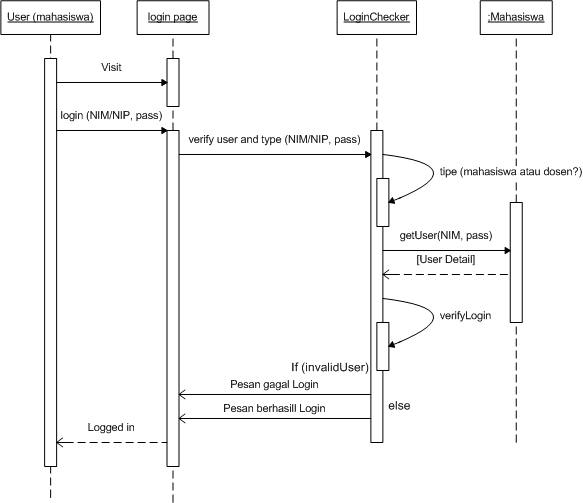 User (mahasiswa)
login page
LoginChecker
:Mahasiswa
Visit
login (NIM/NIP, pass)
verify user and type (NIM/NIP, pass)
tipe (mahasiswa atau dosen?)
getUser(NIM, pass)
[User Detail]
verifyLogin
If (invalidUser)
Pesan gagal Login
Pesan berhasill Login
else
Logged in